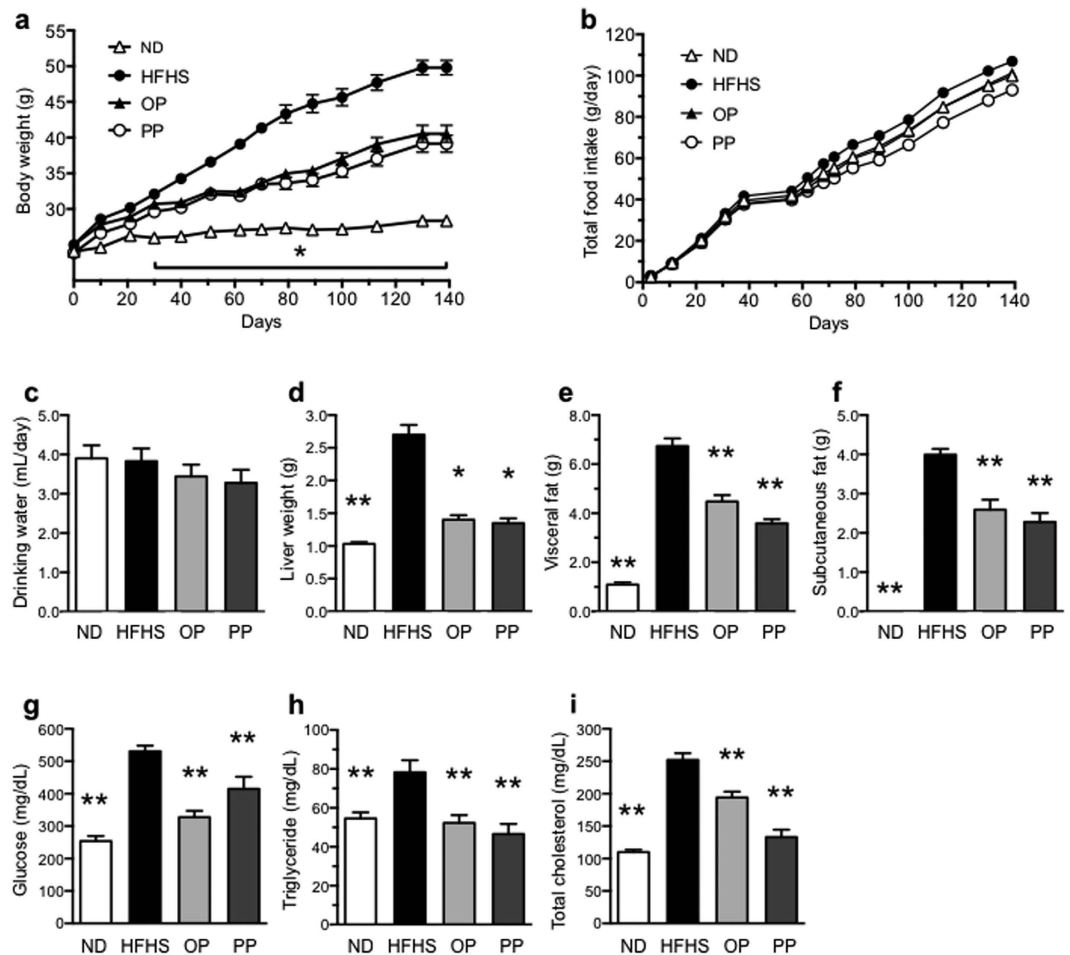 a
55
50
45
40
35
30
Body weight (g)
ND
HFHS
OP
PP
*
0 20 40 60 80 100 120 140
Days
b
120
100
80
60
40
20
0
Total food intake (g/day)
ND
HFHS
OP
PP
0 20 40 60 80 100 120 140
Days
c
5.0
4.0
3.0
2.0
1.0
0.0
Drinking water (mL/day)
ND HFHS OP PP
d
3.0
2.5
2.0
1.5
1.0
0.5
0.0
Liver weight (g)
** * *
ND HFHS OP PP
e
8.0
6.0
4.0
2.0
0.0
Visceral fat (g)
** ** **
ND HFHS OP PP
f
5.0
4.0
3.0
2.0
1.0
0.0
Subcutaneous fat (g)
** ** **
ND HFHS OP PP
g
600
500
400
300
200
100
0
Glucose (mg/dL)
** ** **
ND HFHS OP PP
h
100
80
60
40
20
0
Triglyceride (mg/dL)
** ** **
ND HFHS OP PP
i
300
250
200
150
100
50
0
Total cholesterol (mg/dL)
** ** **
ND HFHS OP PP